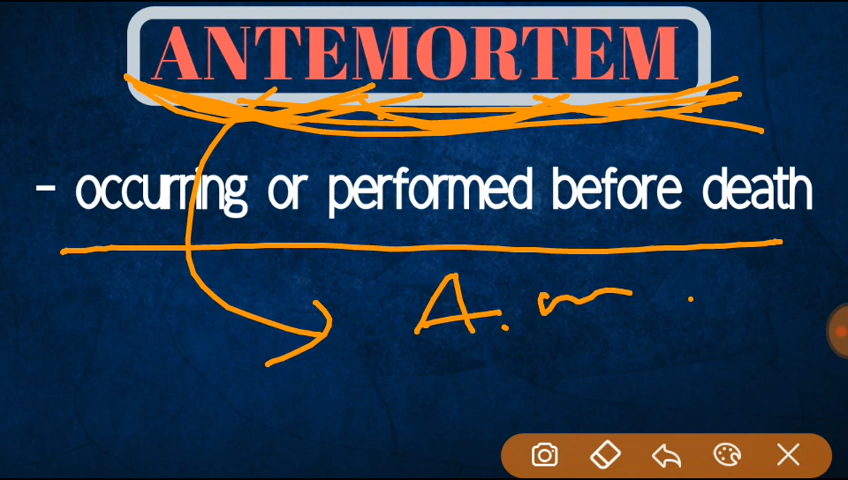 ANTEMORTEM
- occurring or performed before death
A. m .